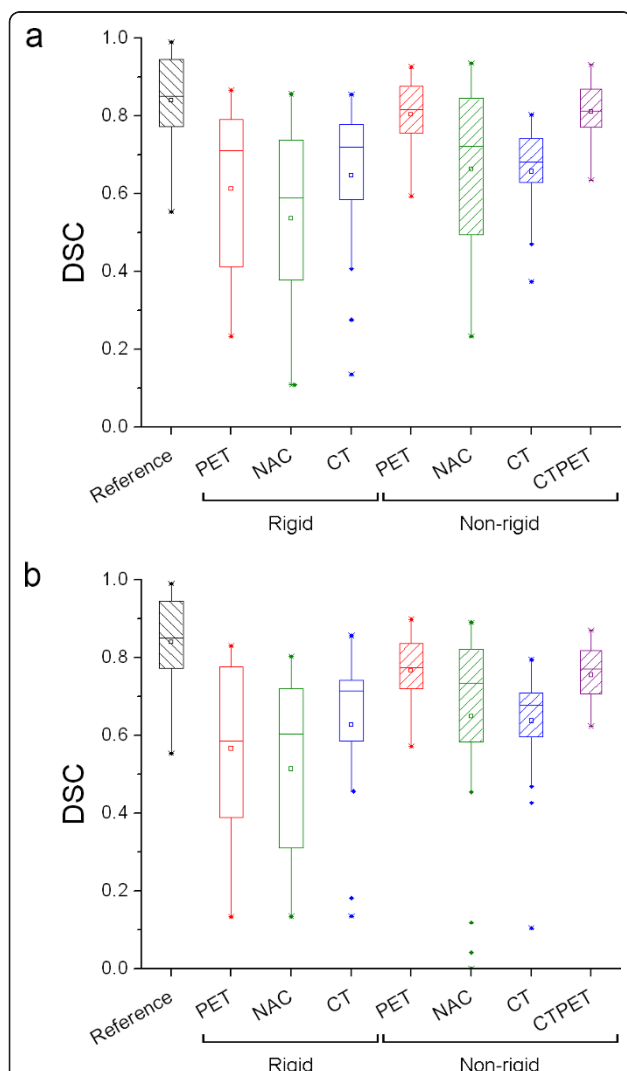 a
1.0
0.8
0.6
0.4
0.2
0.0
DSC
Reference
PET
NAC
CT
PET
NAC
CT
CTPET
Rigid
Non-rigid
b
1.0
0.8
0.6
0.4
0.2
0.0
DSC
Reference
PET
NAC
CT
PET
NAC
CT
CTPET
Rigid
Non-rigid